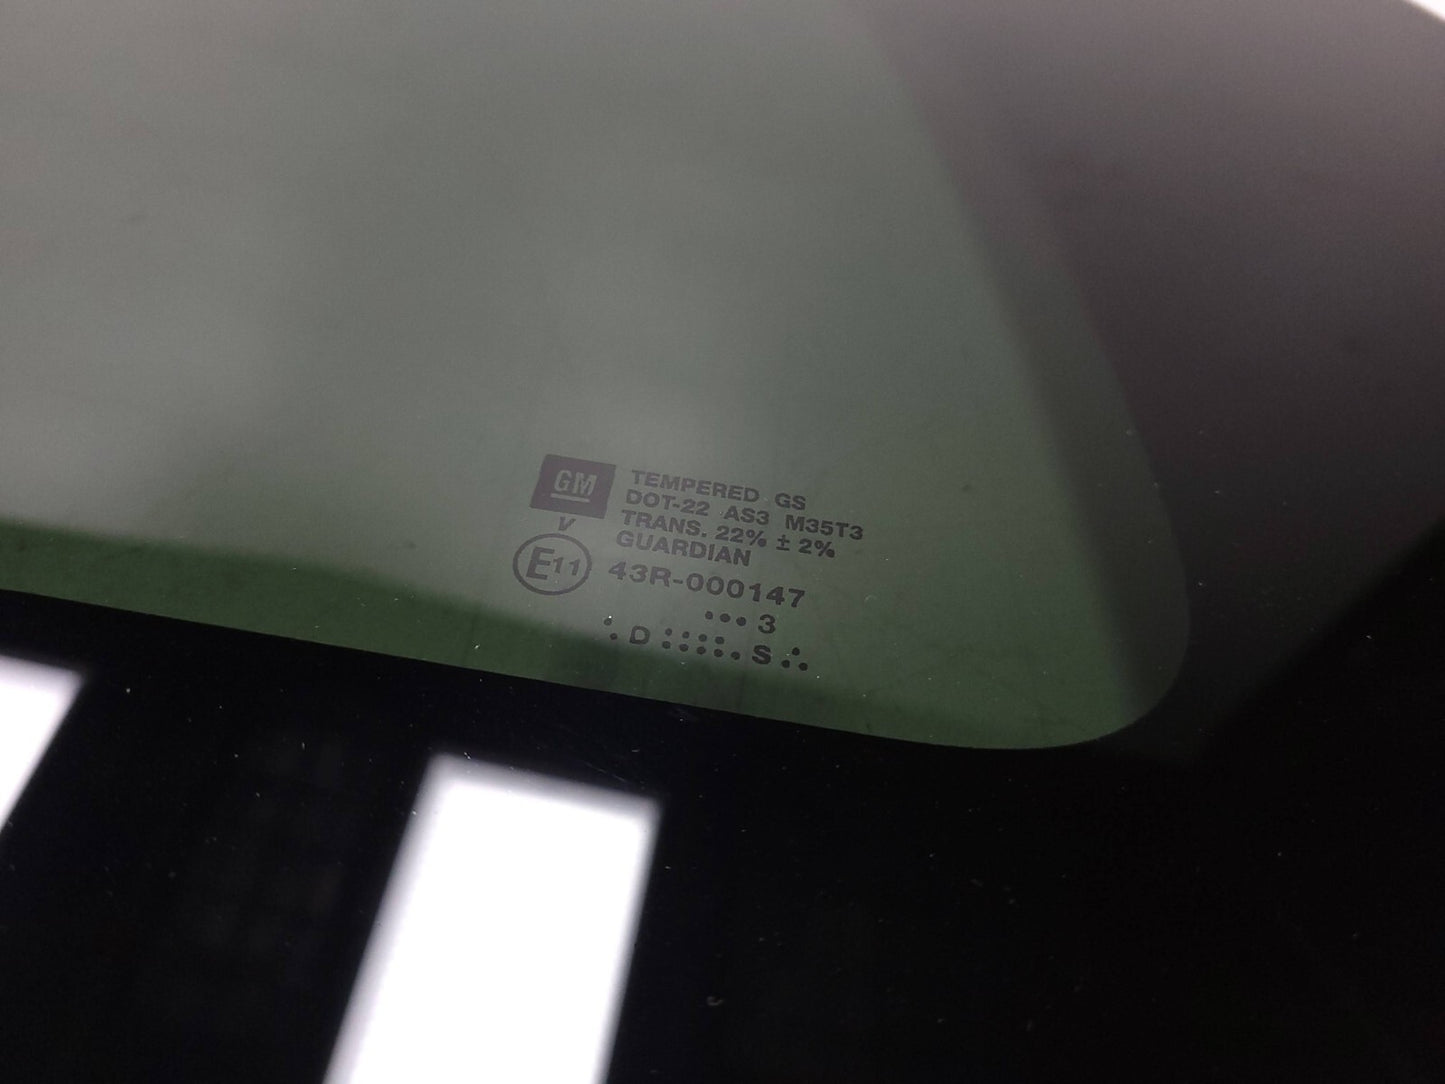 GM
TEMPERED GS
DOT-22 AS3 M35T3
TRANS. 22% ± 2%
GUARDIAN
V
E11 43R-000147
••• 3
D S